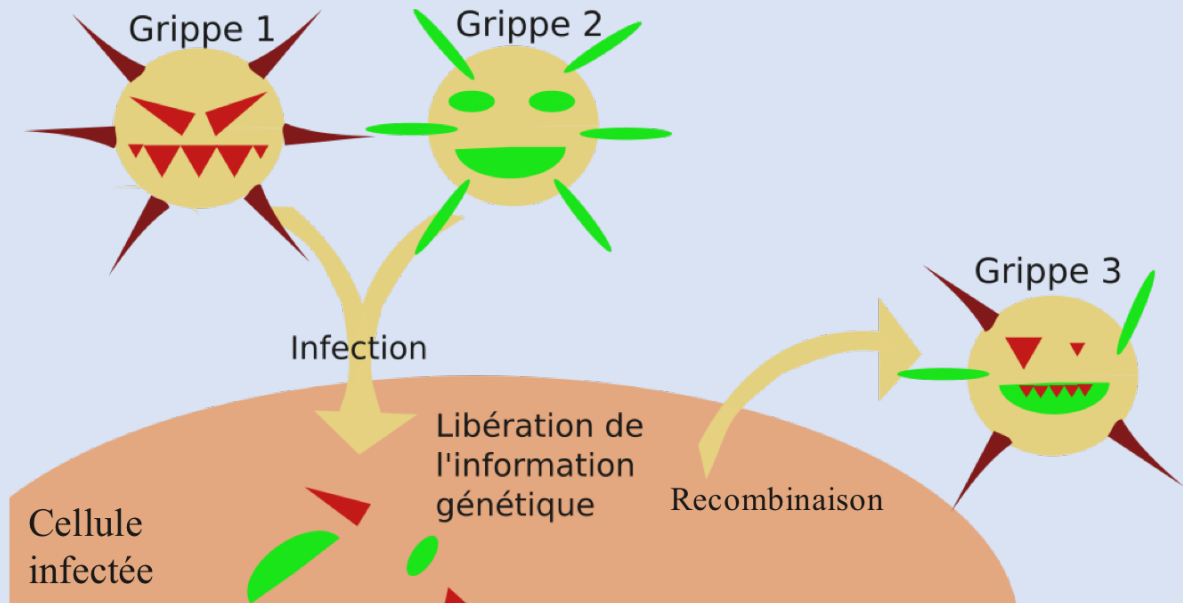 Grippe 1
Grippe 2
Grippe 3
Infection
Libération de
l'information
génétique
Recombinaison
Cellule
infectée